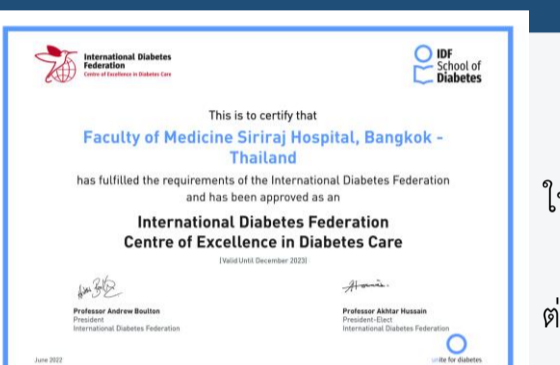 International Diabetes
Federation
Centre of Excellence in Diabetes Care
IDF
School of
Diabetes
This is to certify that
Faculty of Medicine Siriraj Hospital, Bangkok -
Thailand
has fulfilled the requirements of the International Diabetes Federation
and has been approved as an
International Diabetes Federation
Centre of Excellence in Diabetes Care
(Valid Until December 2023)
Professor Andrew Boulton
President
International Diabetes Federation
Professor Akhtar Hussain
President-Elect
International Diabetes Federation
June 2022
unite for diabetes